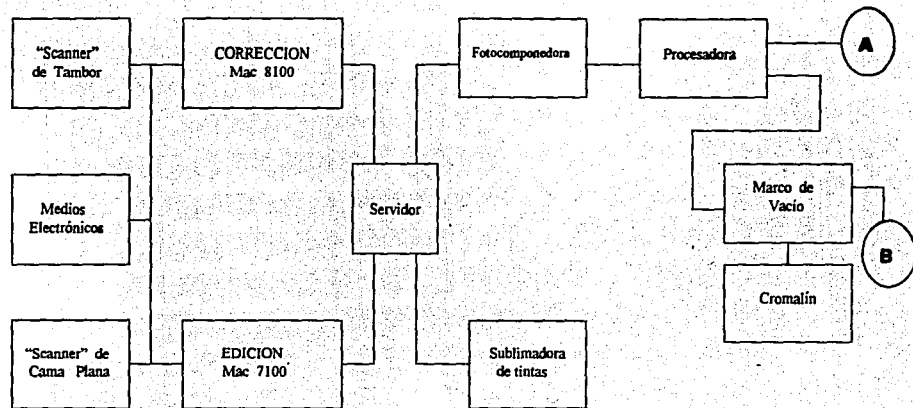 "Scanner"
de Tambor
CORRECCION
Mac 8100
Fotocomponedora
Procesadora
A
Medios
Electrónicos
Servidor
Marco de
Vacío
B
Cromalín
"Scanner" de
Cama Plana
EDICION
Mac 7100
Sublimadora
de tintas